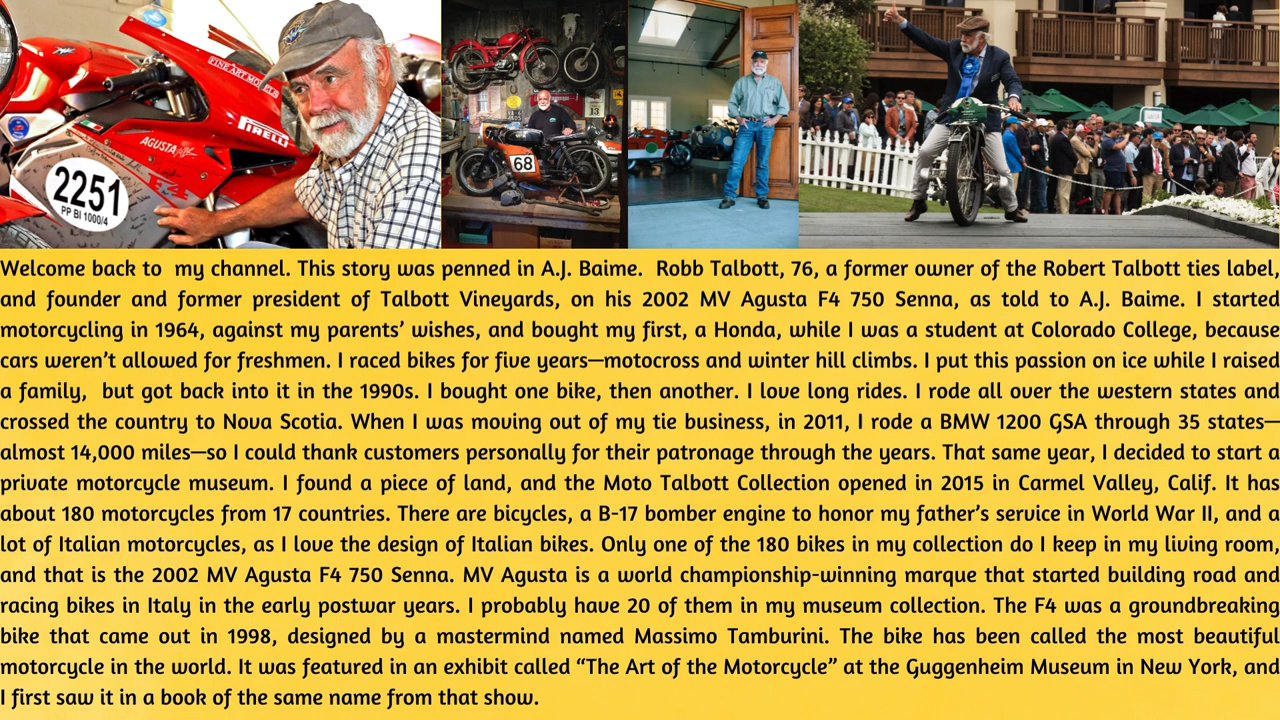 FINE ART MODELS
PIRELLI
AGUSTA
2251
PP BI 1000/4
68
Welcome back to  my channel. This story was penned in A.J. Baime.  Robb Talbott, 76, a former owner of the Robert Talbott ties label,
and founder and former president of Talbott Vineyards, on his 2002 MV Agusta F4 750 Senna, as told to A.J. Baime. I started
motorcycling in 1964, against my parents’ wishes, and bought my first, a Honda, while I was a student at Colorado College, because
cars weren’t allowed for freshmen. I raced bikes for five years—motocross and winter hill climbs. I put this passion on ice while I raised
a family,  but got back into it in the 1990s. I bought one bike, then another. I love long rides. I rode all over the western states and
crossed the country to Nova Scotia. When I was moving out of my tie business, in 2011, I rode a BMW 1200 GSA through 35 states—
almost 14,000 miles—so I could thank customers personally for their patronage through the years. That same year, I decided to start a
private motorcycle museum. I found a piece of land, and the Moto Talbott Collection opened in 2015 in Carmel Valley, Calif. It has
about 180 motorcycles from 17 countries. There are bicycles, a B-17 bomber engine to honor my father’s service in World War II, and a
lot of Italian motorcycles, as I love the design of Italian bikes. Only one of the 180 bikes in my collection do I keep in my living room,
and that is the 2002 MV Agusta F4 750 Senna. MV Agusta is a world championship-winning marque that started building road and
racing bikes in Italy in the early postwar years. I probably have 20 of them in my museum collection. The F4 was a groundbreaking
bike that came out in 1998, designed by a mastermind named Massimo Tamburini. The bike has been called the most beautiful
motorcycle in the world. It was featured in an exhibit called “The Art of the Motorcycle” at the Guggenheim Museum in New York, and
I first saw it in a book of the same name from that show.